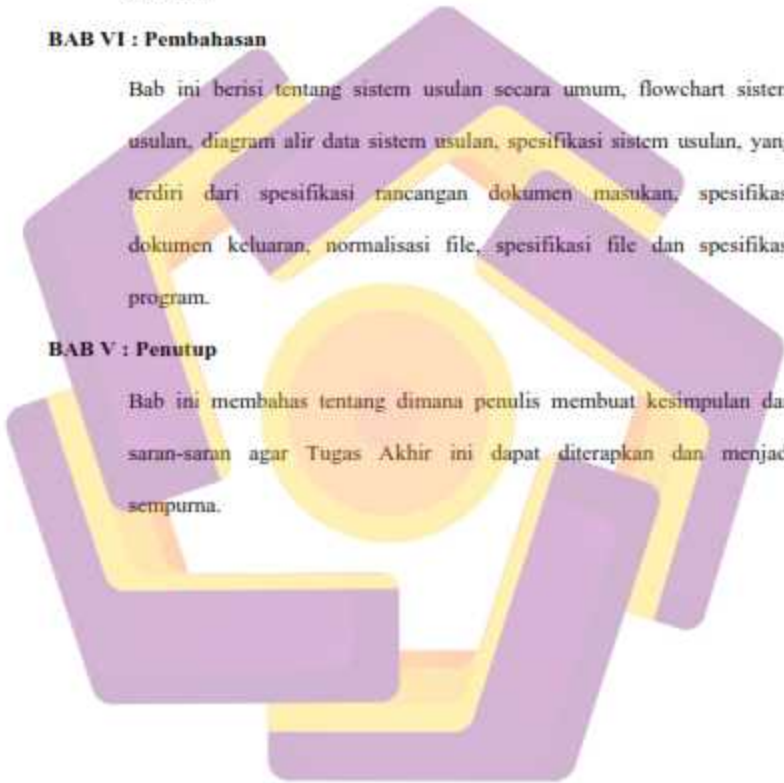 BAB VI : Pembahasan
Bab ini berisi tentang sistem usulan secara umum, flowchart sistem
usulan, diagram alir data sistem usulan, spesifikasi sistem usulan, yang
terdiri dari spesifikasi rancangan dokumen masukan, spesifikas
dokumen keluaran, normalisasi file, spesifikasi file dan spesifikas
program.
BAB V : Penutup
Bab ini membahas tentang dimana penulis membuat kesimpulan da
saran-saran agar Tugas Akhir ini dapat diterapkan dan menjad
sempurna.